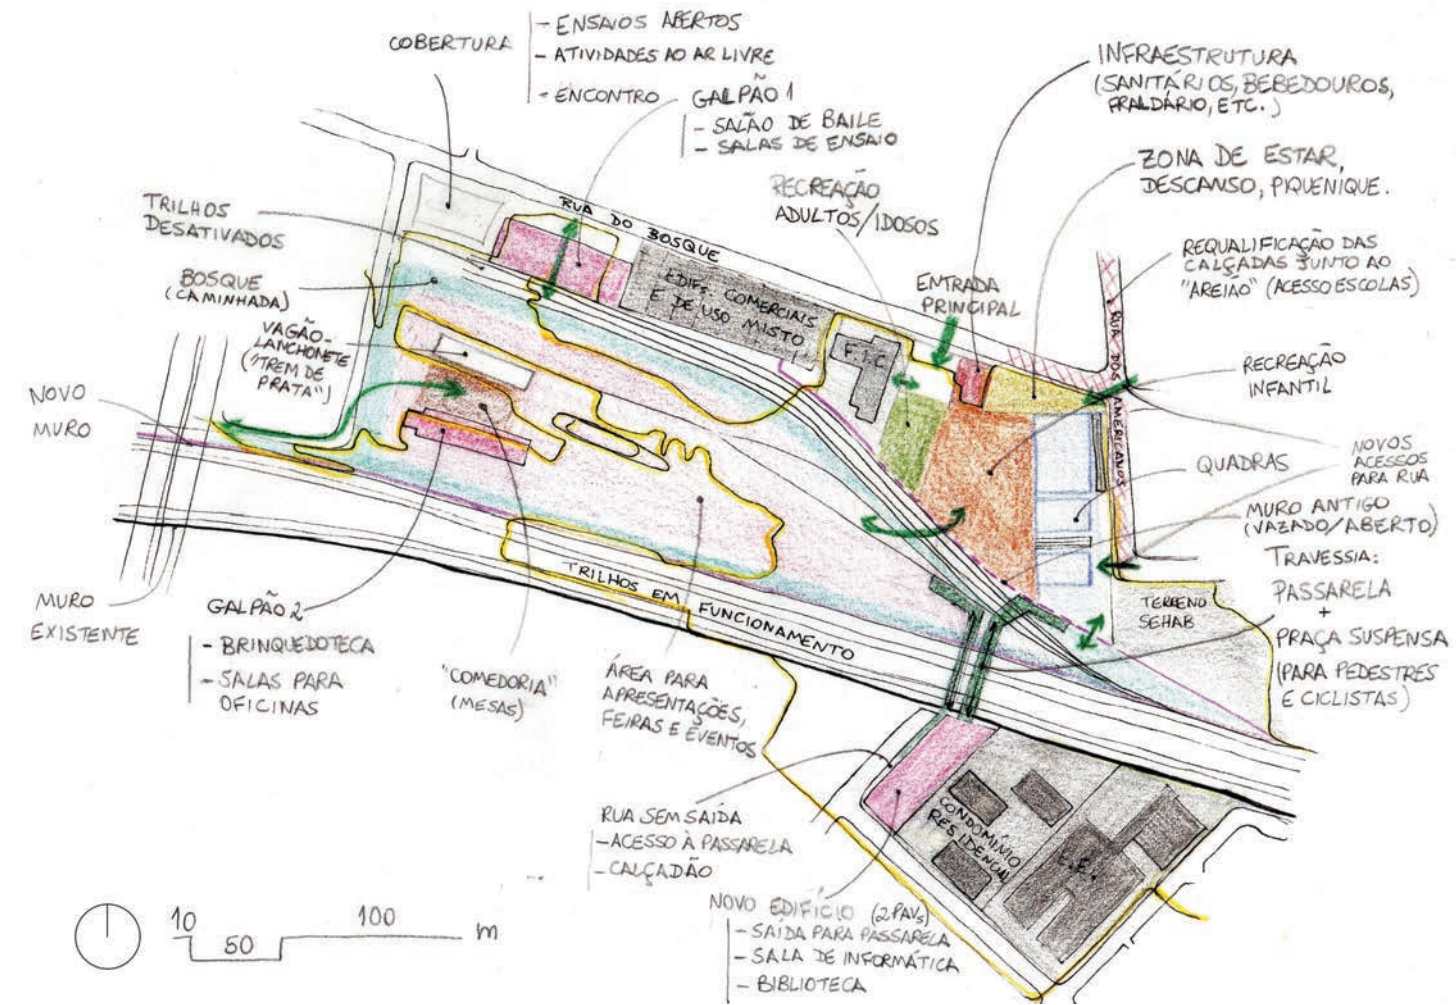 COBERTURA
- ENSAIOS ABERTOS
- ATIVIDADES AO AR LIVRE
- ENCONTRO
GALPÃO 1
- SALÃO DE BAILE
- SALAS DE ENSAIO
INFRAESTRUTURA
(SANITÁRIOS, BEBEDOUROS,
FRALDÁRIO, ETC.)
ZONA DE ESTAR,
DESCANSO, PIQUENIQUE.
RECREAÇÃO
ADULTOS/IDOSOS
TRILHOS
DESATIVADOS
RUA DO BOSQUE
REQUALIFICAÇÃO DAS
CALÇADAS JUNTO AO
"AREIÃO" (ACESSO ESCOLAS)
BOSQUE
(CAMINHADA)
EDIFS. COMERCIAIS
E DE USO MISTO
ENTRADA
PRINCIPAL
VAGÃO-
LANCHONETE
("TREM DE
PRATA")
F.I.C.
RUA DOS AMERICANOS
RECREAÇÃO
INFANTIL
NOVO
MURO
NOVOS
ACESSOS
PARA RUA
QUADRAS
MURO ANTIGO
(VAZADO/ABERTO)
TRAVESSIA:
PASSARELA
+
PRAÇA SUSPENSA
(PARA PEDESTRES
E CICLISTAS)
TERRENO
SEHAB
TRILHOS EM FUNCIONAMENTO
MURO
EXISTENTE
GALPÃO 2
- BRINQUEDOTECA
- SALAS PARA
OFICINAS
"COMEDORIA"
(MESAS)
ÁREA PARA
APRESENTAÇÕES,
FEIRAS E EVENTOS
RUA SEM SAÍDA
- ACESSO À PASSARELA
- CALÇADÃO
CONDOMÍNIO
RESIDENCIAL
E.E.
NOVO EDIFÍCIO (2 PAVs)
- SAÍDA PARA PASSARELA
- SALA DE INFORMÁTICA
- BIBLIOTECA
10
50
100
m